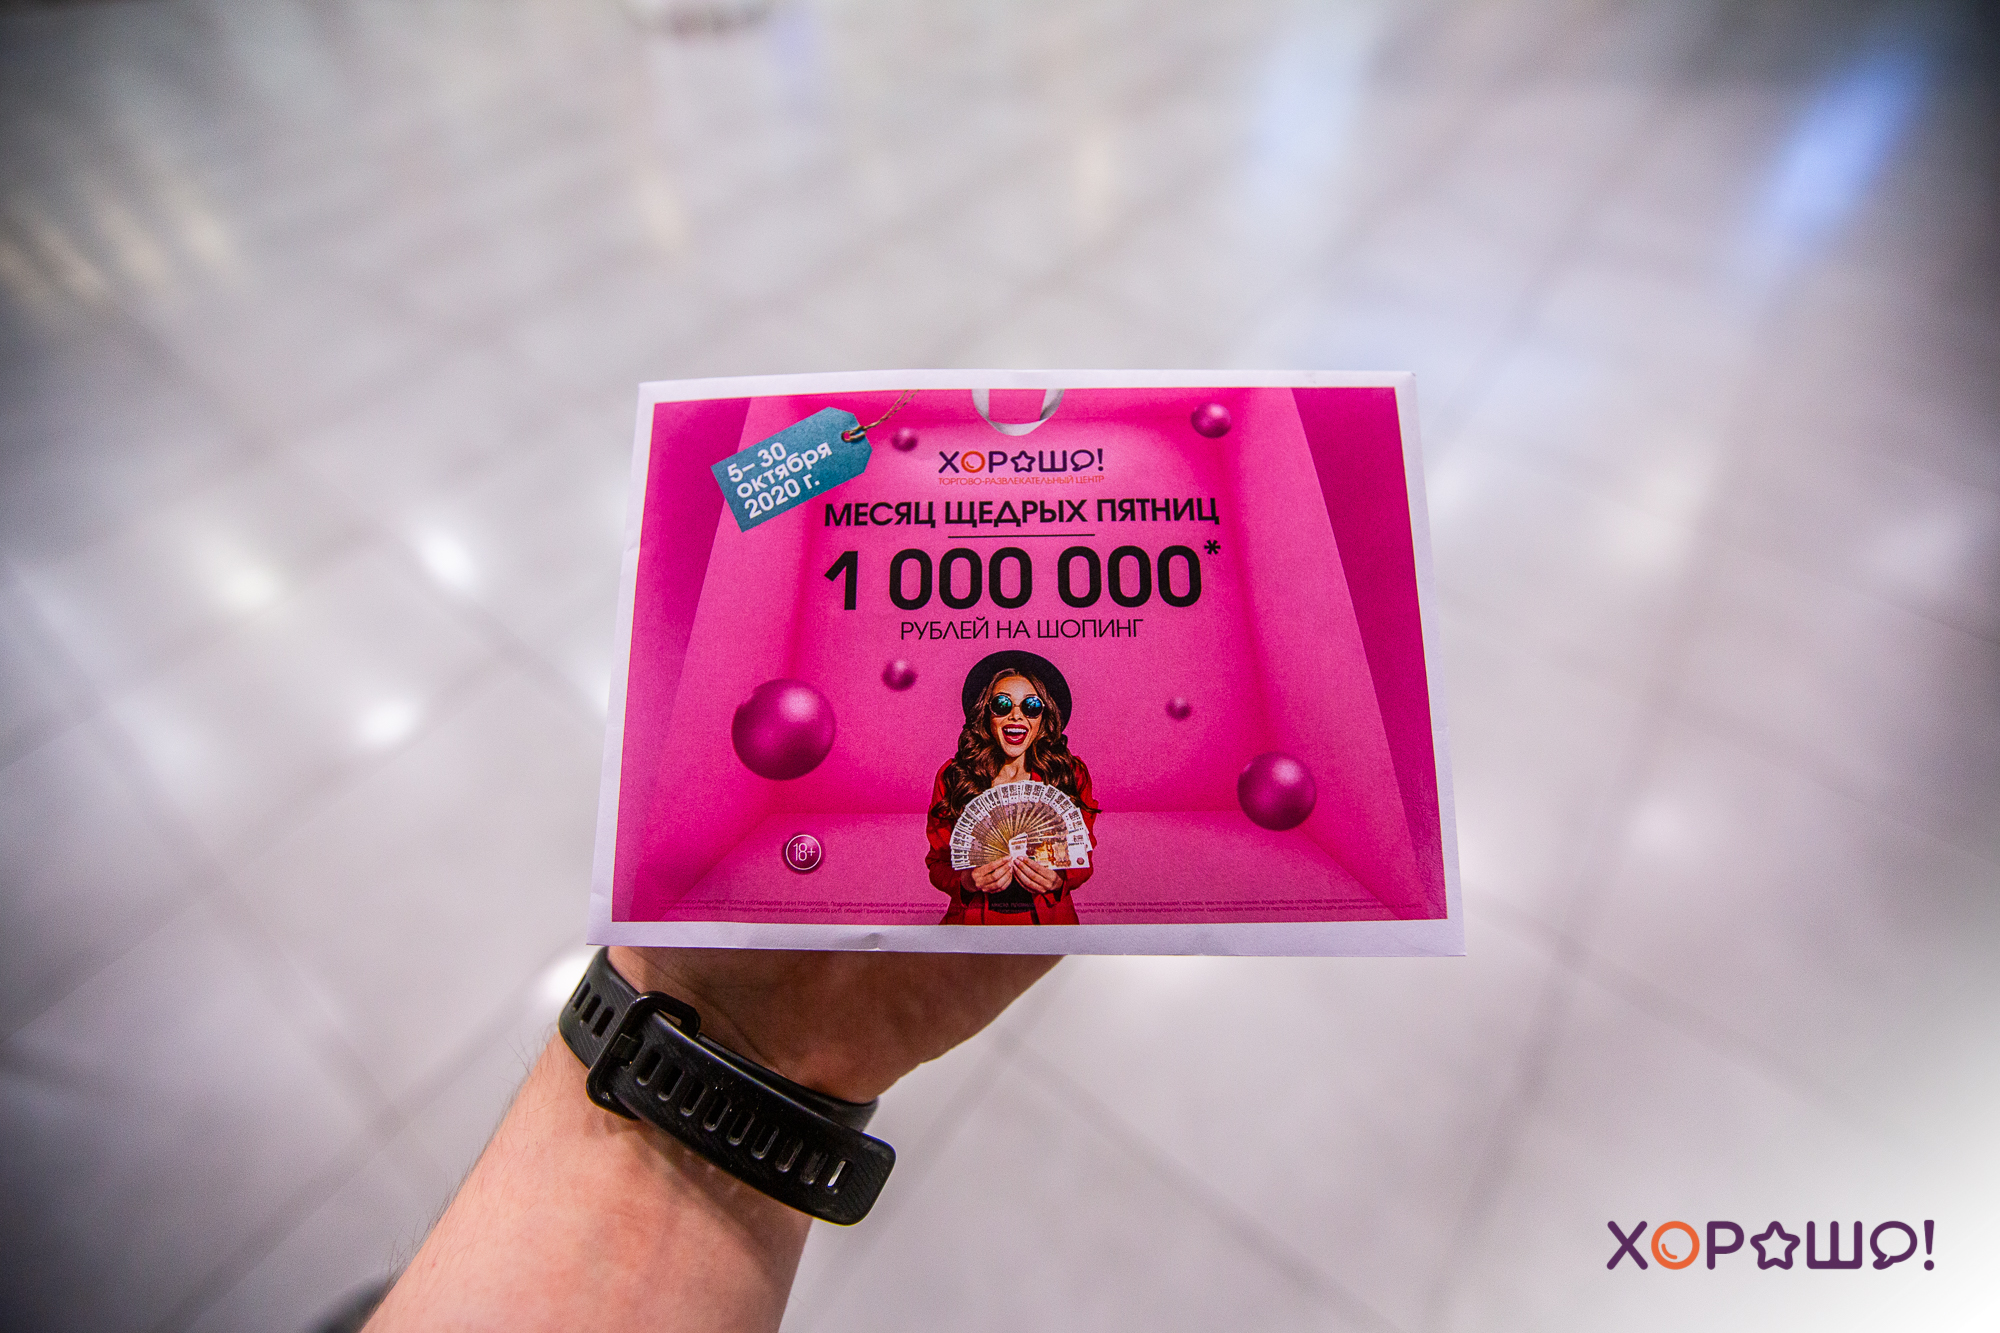 5– 30
октября
2020 г.
ХОРОШО!
ТОРГОВО-РАЗВЛЕКАТЕЛЬНЫЙ ЦЕНТР
МЕСЯЦ ЩЕДРЫХ ПЯТНИЦ
1 000 000*
РУБЛЕЙ НА ШОПИНГ
18+
ХОРОШО!